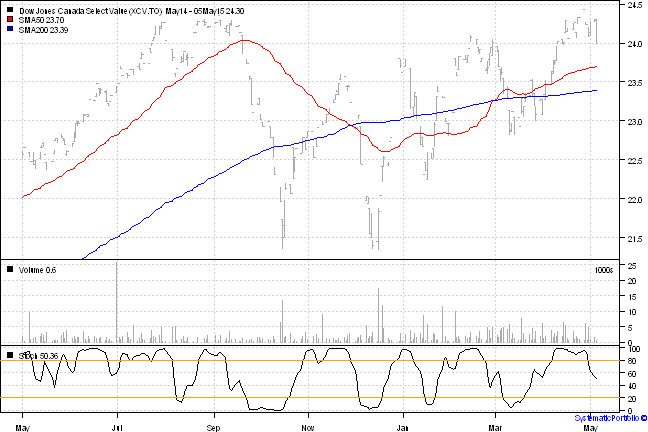 Dow Jones Canada Select Value (XCV.TO) May14 - 05May15 24.30
SMA50 23.70
SMA200 23.39
24.5
24.0
23.5
23.0
22.5
22.0
21.5
Volume 0.6
1000s
25
20
15
10
5
0
Stoch 50.36
100
80
60
40
20
0
SystematicPortfolio ©
May
Jul
Sep
Nov
Jan
Mar
May